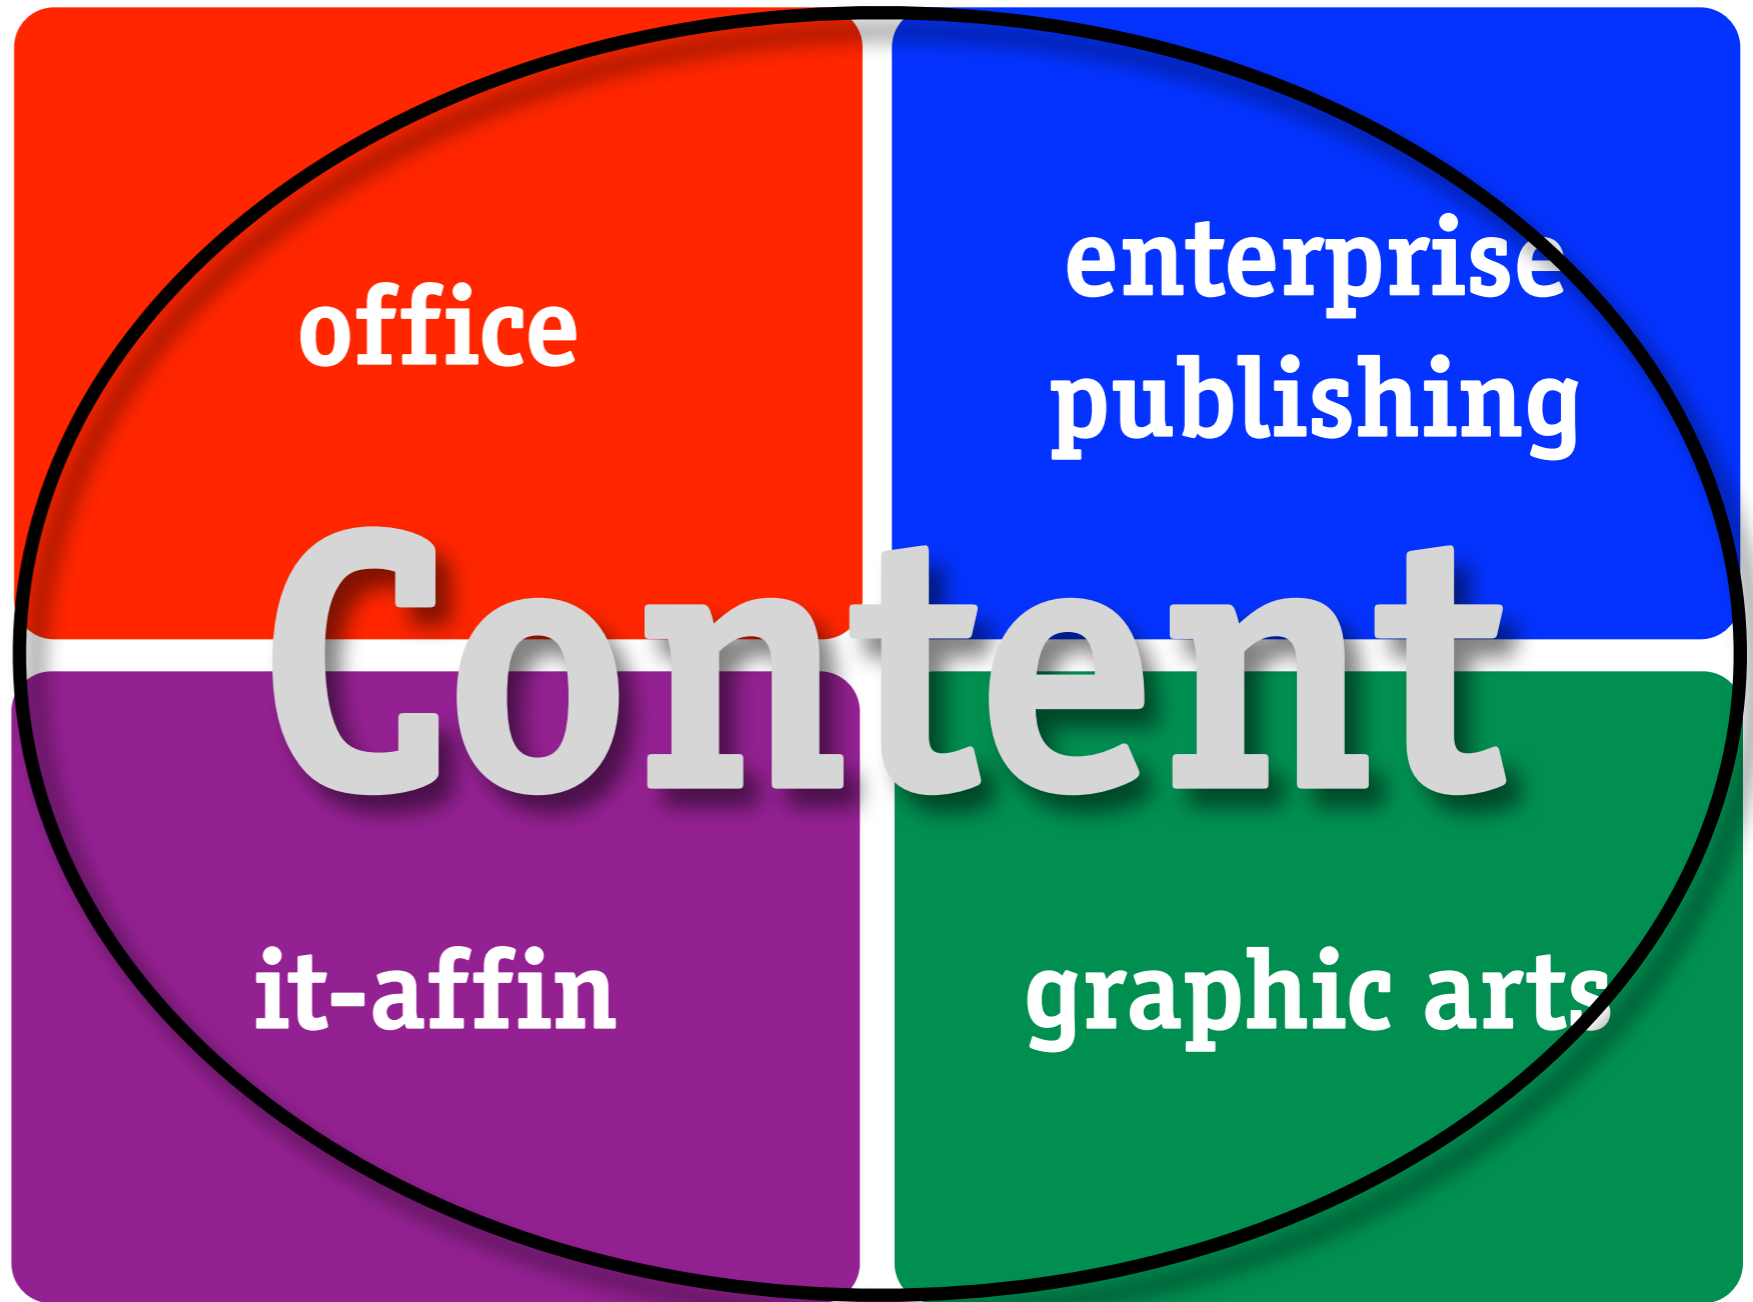 office
enterprise
publishing
Content
it-affin
graphic arts